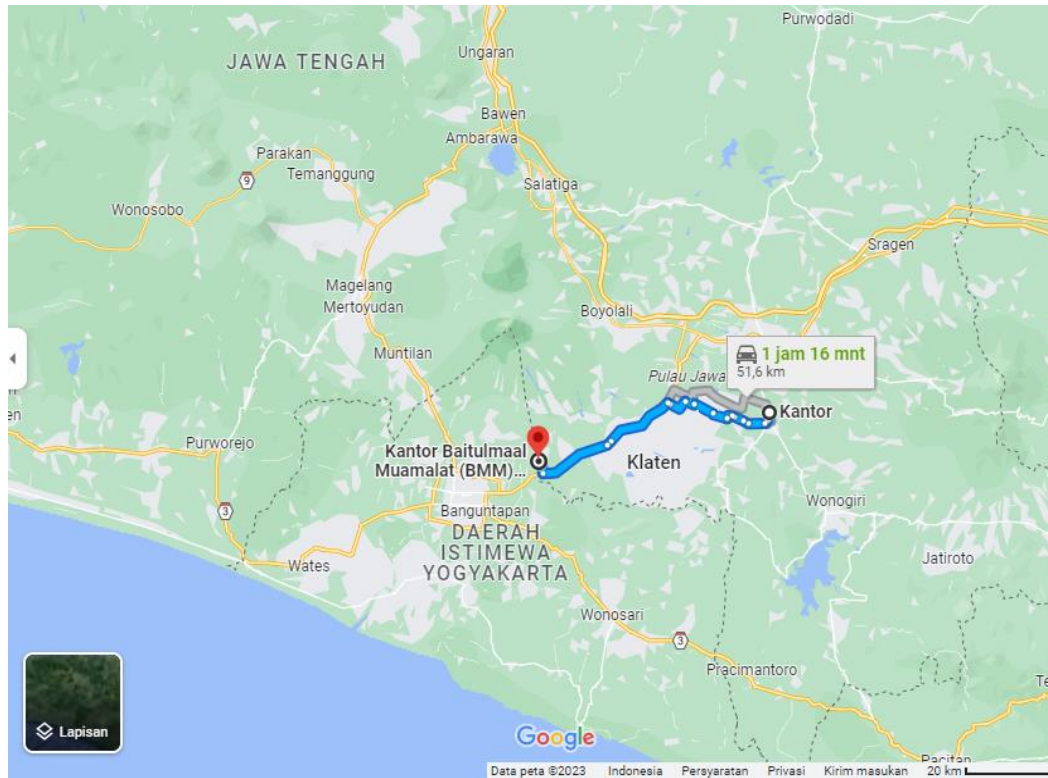 Purwodadi
Ungaran
JAWA TENGAH
Bawen
Ambarawa
Parakan
Temanggung
9
Salatiga
Wonosobo
Sragen
Magelang
Mertoyudan
Boyolali
Muntilan
1 jam 16 mnt
51,6 km
Pulau Jawa
Kantor
Purworejo
Kantor Baitulmaal
Muamalat (BMM)...
Klaten
en
3
Banguntapan
Wonogiri
DAERAH
ISTIMEWA
YOGYAKARTA
Wates
Jatiroto
Wonosari
3
Pracimantoro
Te
Lapisan
Google
Pacitan
Data peta ©2023 Indonesia Persyaratan Privasi Kirim masukan 20 km